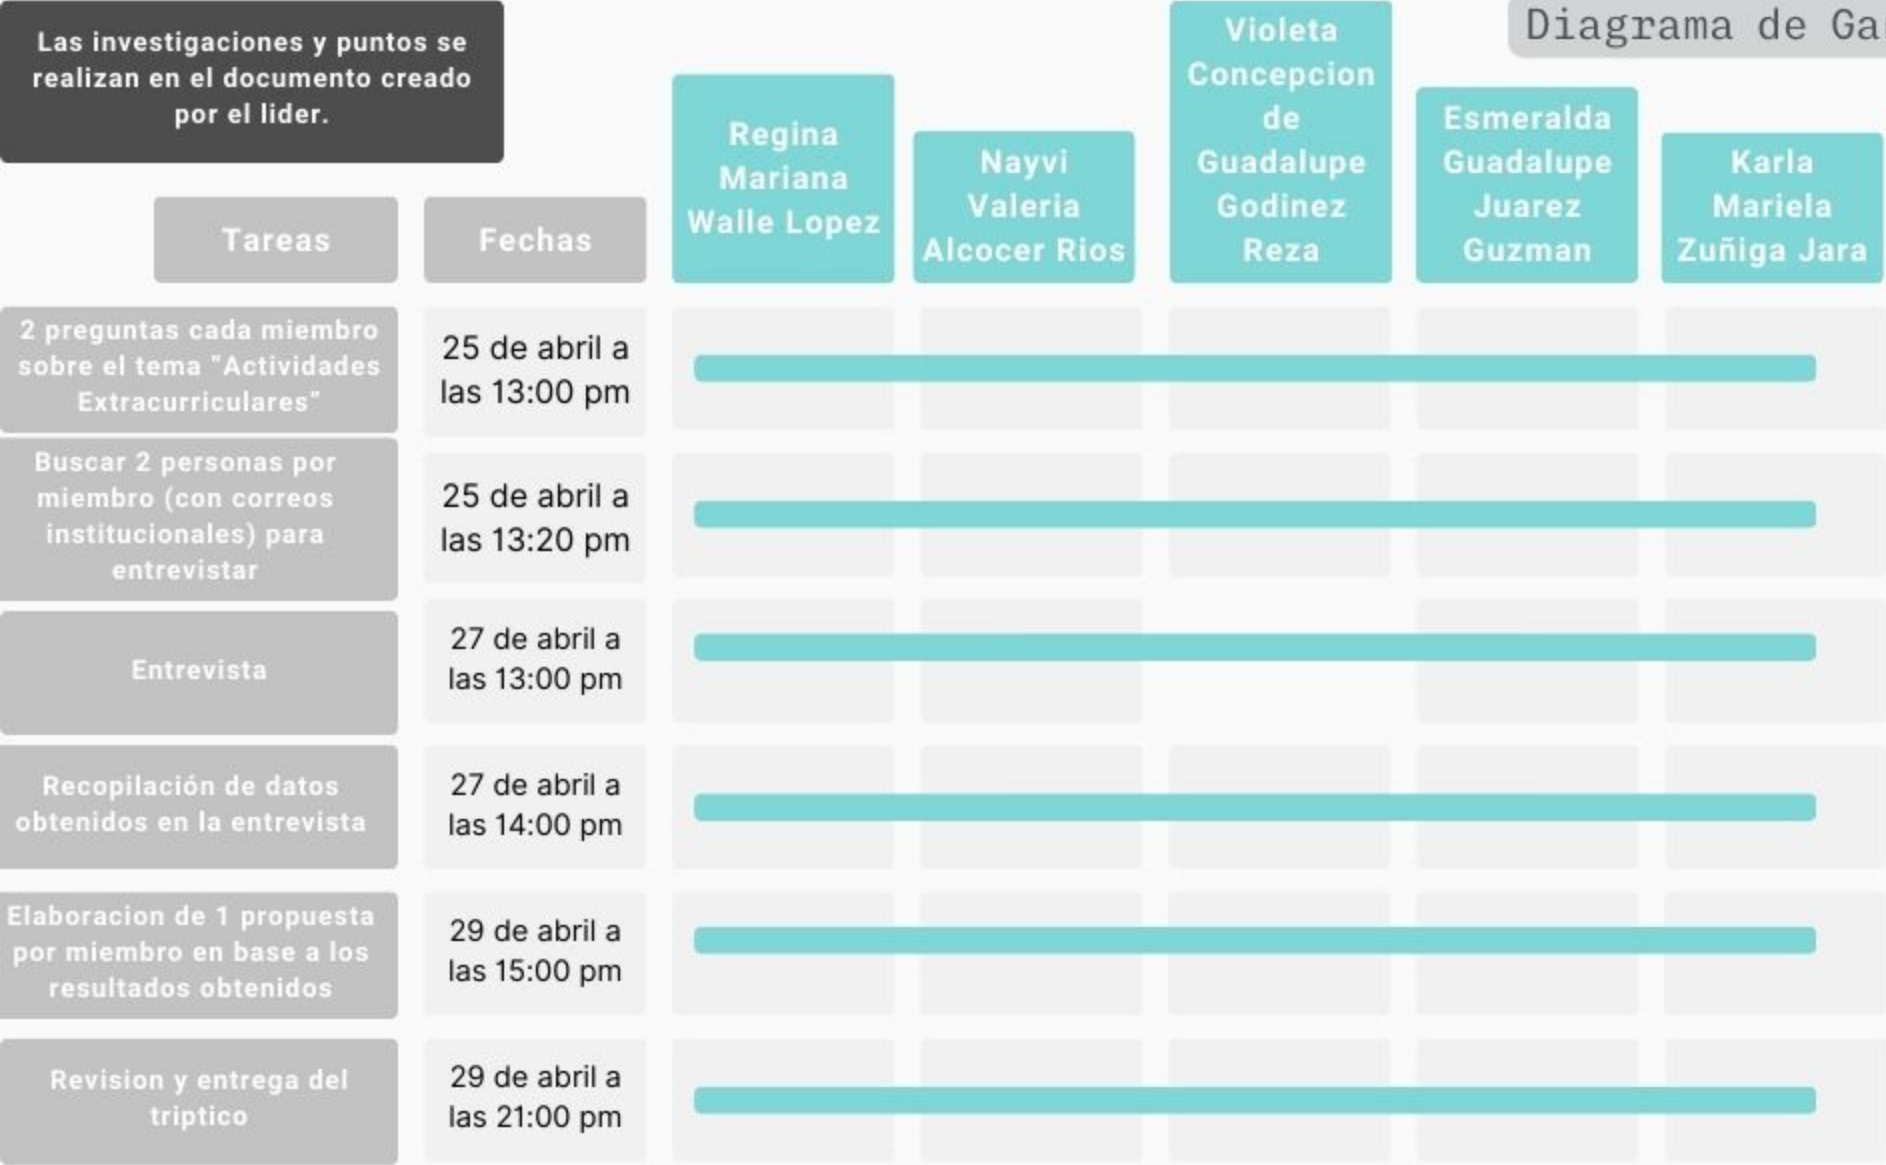 Las investigaciones y puntos se
realizan en el documento creado
por el lider.
Diagrama de
Tareas
Fechas
Regina
Mariana
Walle Lopez
Nayvi
Valeria
Alcocer Rios
Violeta
Concepcion
de
Guadalupe
Godinez
Reza
Esmeralda
Guadalupe
Juarez
Guzman
Karla
Mariela
Zuñiga Jara
2 preguntas cada miembro
sobre el tema "Actividades
Extracurriculares"
25 de abril a
las 13:00 pm
Buscar 2 personas por
miembro (con correos
institucionales) para
entrevistar
25 de abril a
las 13:20 pm
Entrevista
27 de abril a
las 13:00 pm
Recopilación de datos
obtenidos en la entrevista
27 de abril a
las 14:00 pm
Elaboracion de 1 propuesta
por miembro en base a los
resultados obtenidos
29 de abril a
las 15:00 pm
Revision y entrega del
triptico
29 de abril a
las 21:00 pm